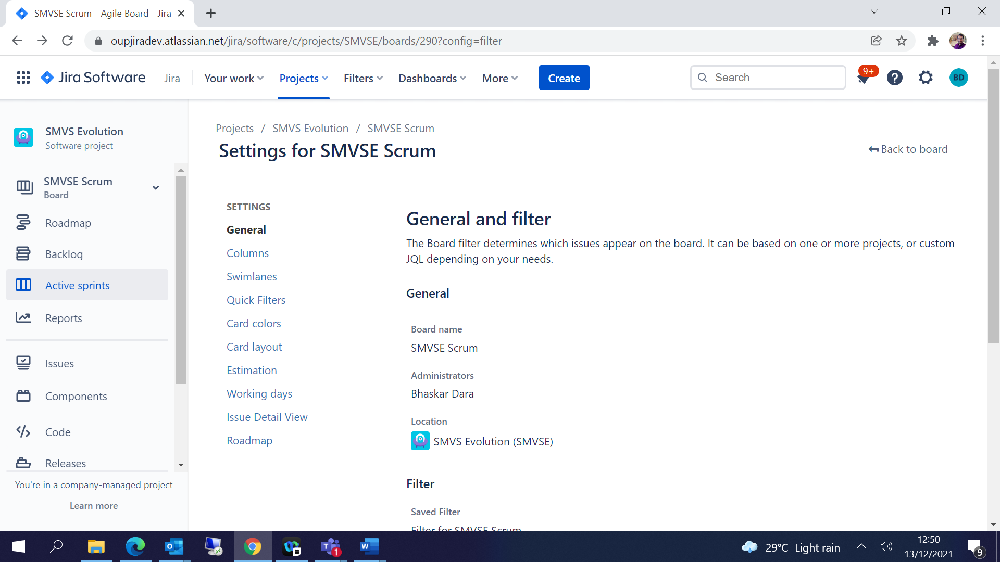 SMVSE Scrum - Agile Board - Jira
oupjiradev.atlassian.net/jira/software/c/projects/SMVSE/boards/290?config=filter
Jira Software
Jira
Your work
Projects
Filters
Dashboards
More
Create
Search
9+
BD
SMVS Evolution
Software project
SMVSE Scrum
Board
Roadmap
Backlog
Active sprints
Reports
Issues
Components
Code
Releases
You're in a company-managed project
Learn more
Projects / SMVS Evolution / SMVSE Scrum
Settings for SMVSE Scrum
Back to board
SETTINGS
General
Columns
Swimlanes
Quick Filters
Card colors
Card layout
Estimation
Working days
Issue Detail View
Roadmap
General and filter
The Board filter determines which issues appear on the board. It can be based on one or more projects, or custom
JQL depending on your needs.
General
Board name
SMVSE Scrum
Administrators
Bhaskar Dara
Location
SMVS Evolution (SMVSE)
Filter
Saved Filter
Filter for SMVSE Scrum
1
29°C Light rain
12:50
13/12/2021
9